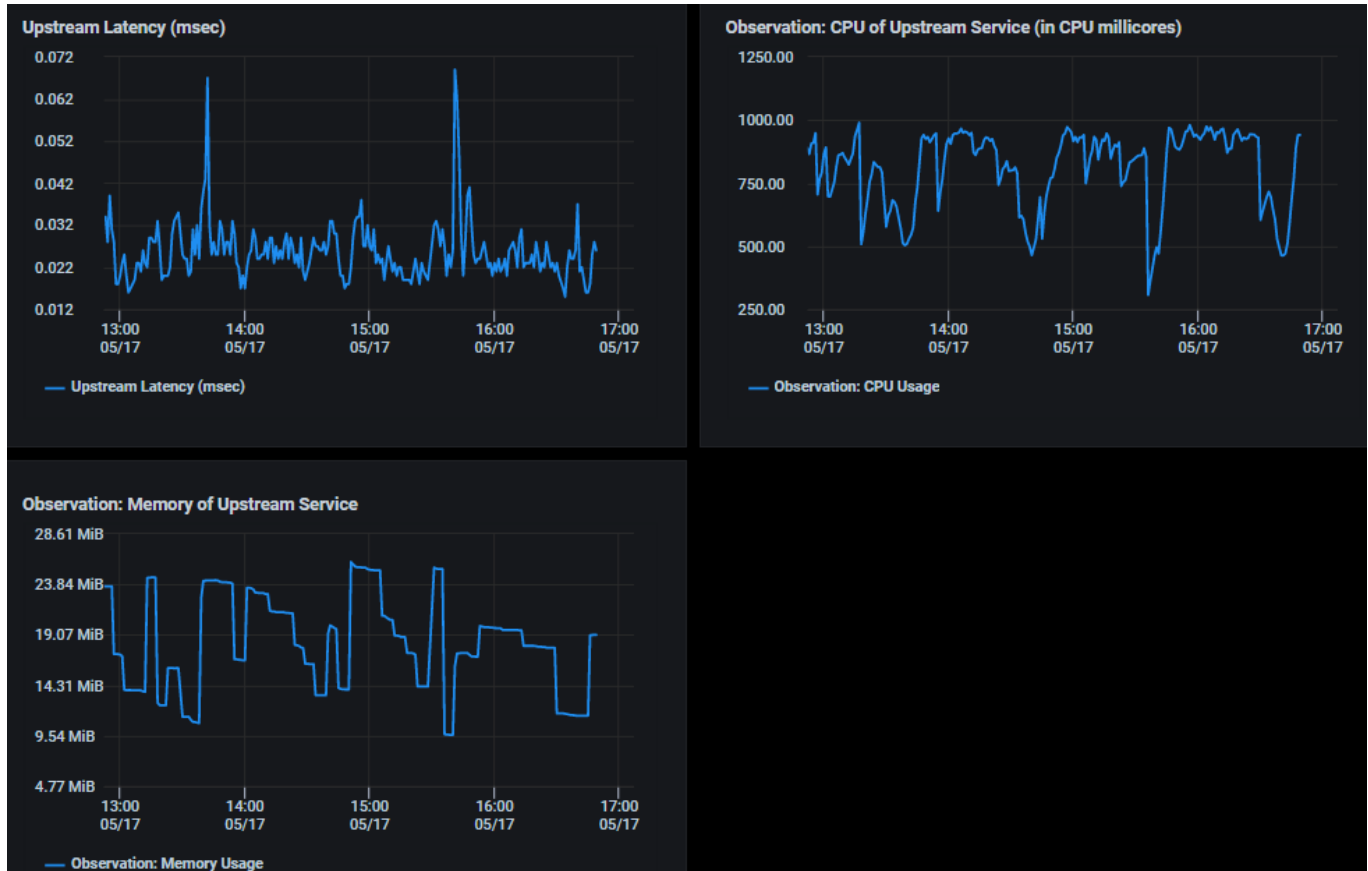 Upstream Latency (msec)
0.072
0.062
0.052
0.042
0.032
0.022
0.012
13:00 14:00 15:00 16:00 17:00
05/17 05/17 05/17 05/17 05/17
Upstream Latency (msec)
Observation: CPU of Upstream Service (in CPU millicores)
1250.00
1000.00
750.00
500.00
250.00
13:00 14:00 15:00 16:00 17:00
05/17 05/17 05/17 05/17 05/17
Observation: CPU Usage
Observation: Memory of Upstream Service
28.61 MiB
23.84 MiB
19.07 MiB
14.31 MiB
9.54 MiB
4.77 MiB
13:00 14:00 15:00 16:00 17:00
05/17 05/17 05/17 05/17 05/17
Observation: Memory Usage